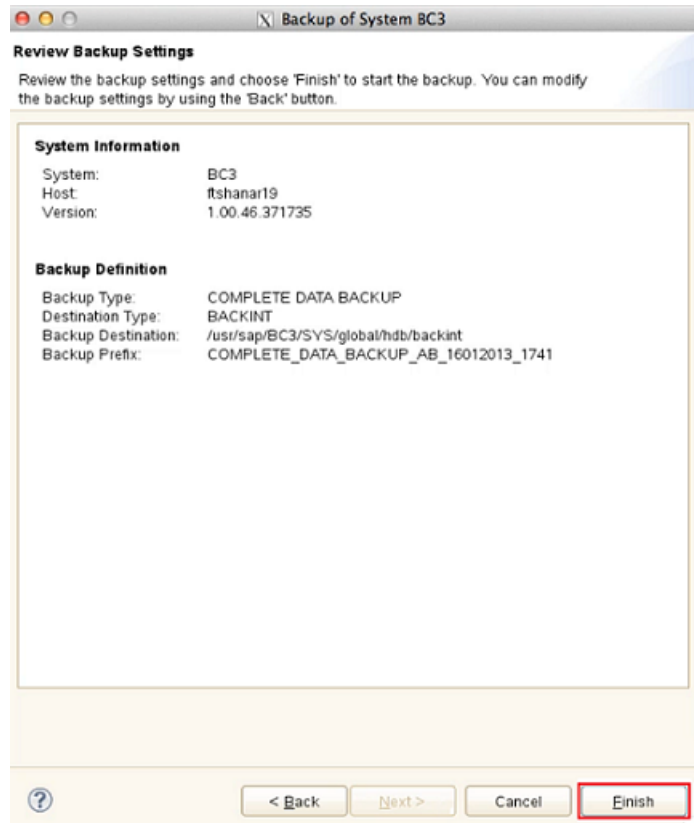 Backup of System BC3
Review Backup Settings
Review the backup settings and choose 'Finish' to start the backup. You can modify
the backup settings by using the 'Back' button.
System Information
System: BC3
Host: ftshanar19
Version: 1.00.46.371735
Backup Definition
Backup Type: COMPLETE DATA BACKUP
Destination Type: BACKINT
Backup Destination: /usr/sap/BC3/SYS/global/hdb/backint
Backup Prefix: COMPLETE_DATA_BACKUP_AB_16012013_1741
? < Back Next > Cancel Finish